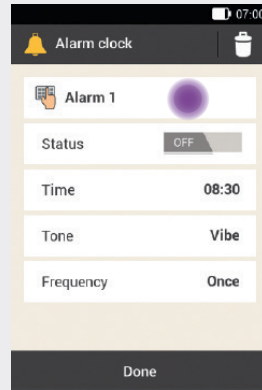 07:00
Alarm clock
Alarm 1
Status OFF
Time 08:30
Tone Vibe
Frequency Once
Done